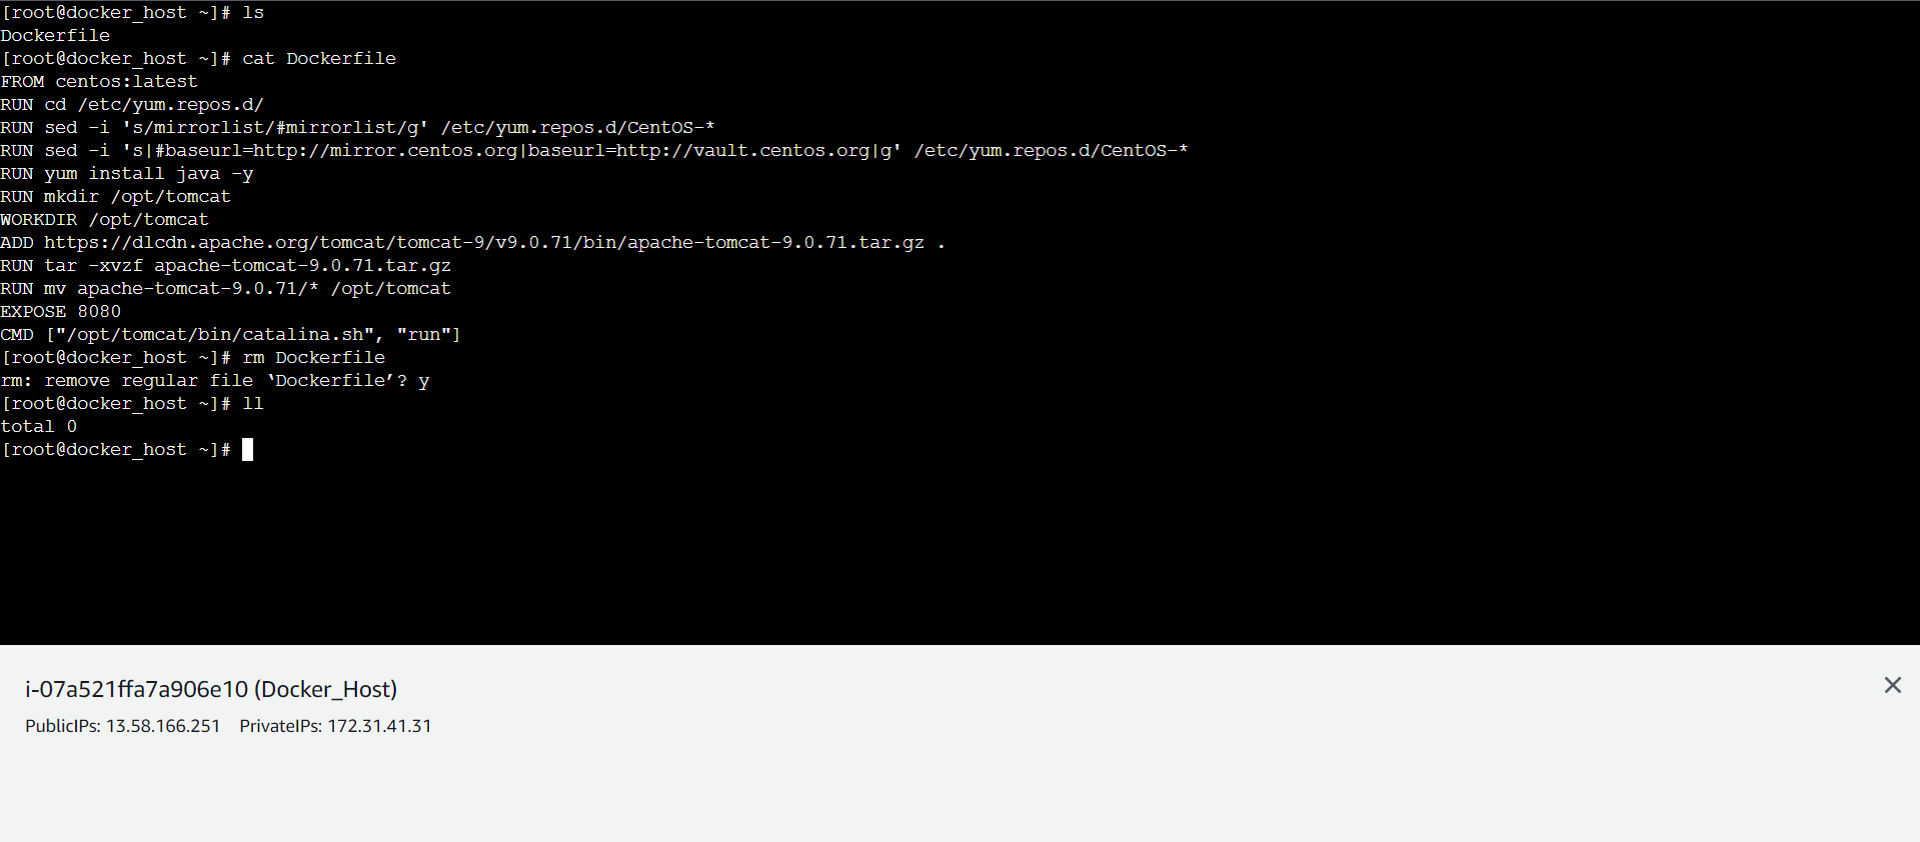 [root@docker_host ~]# ls
Dockerfile
[root@docker_host ~]# cat Dockerfile
FROM centos:latest
RUN cd /etc/yum.repos.d/
RUN sed -i 's/mirrorlist/#mirrorlist/g' /etc/yum.repos.d/CentOS-*
RUN sed -i 's|#baseurl=http://mirror.centos.org|baseurl=http://vault.centos.org|g' /etc/yum.repos.d/CentOS-*
RUN yum install java -y
RUN mkdir /opt/tomcat
WORKDIR /opt/tomcat
ADD https://dlcdn.apache.org/tomcat/tomcat-9/v9.0.71/bin/apache-tomcat-9.0.71.tar.gz .
RUN tar -xvzf apache-tomcat-9.0.71.tar.gz
RUN mv apache-tomcat-9.0.71/* /opt/tomcat
EXPOSE 8080
CMD ["/opt/tomcat/bin/catalina.sh", "run"]
[root@docker_host ~]# rm Dockerfile
rm: remove regular file ‘Dockerfile’? y
[root@docker_host ~]# ll
total 0
[root@docker_host ~]#
i-07a521ffa7a906e10 (Docker_Host)
PublicIPs: 13.58.166.251 PrivateIPs: 172.31.41.31